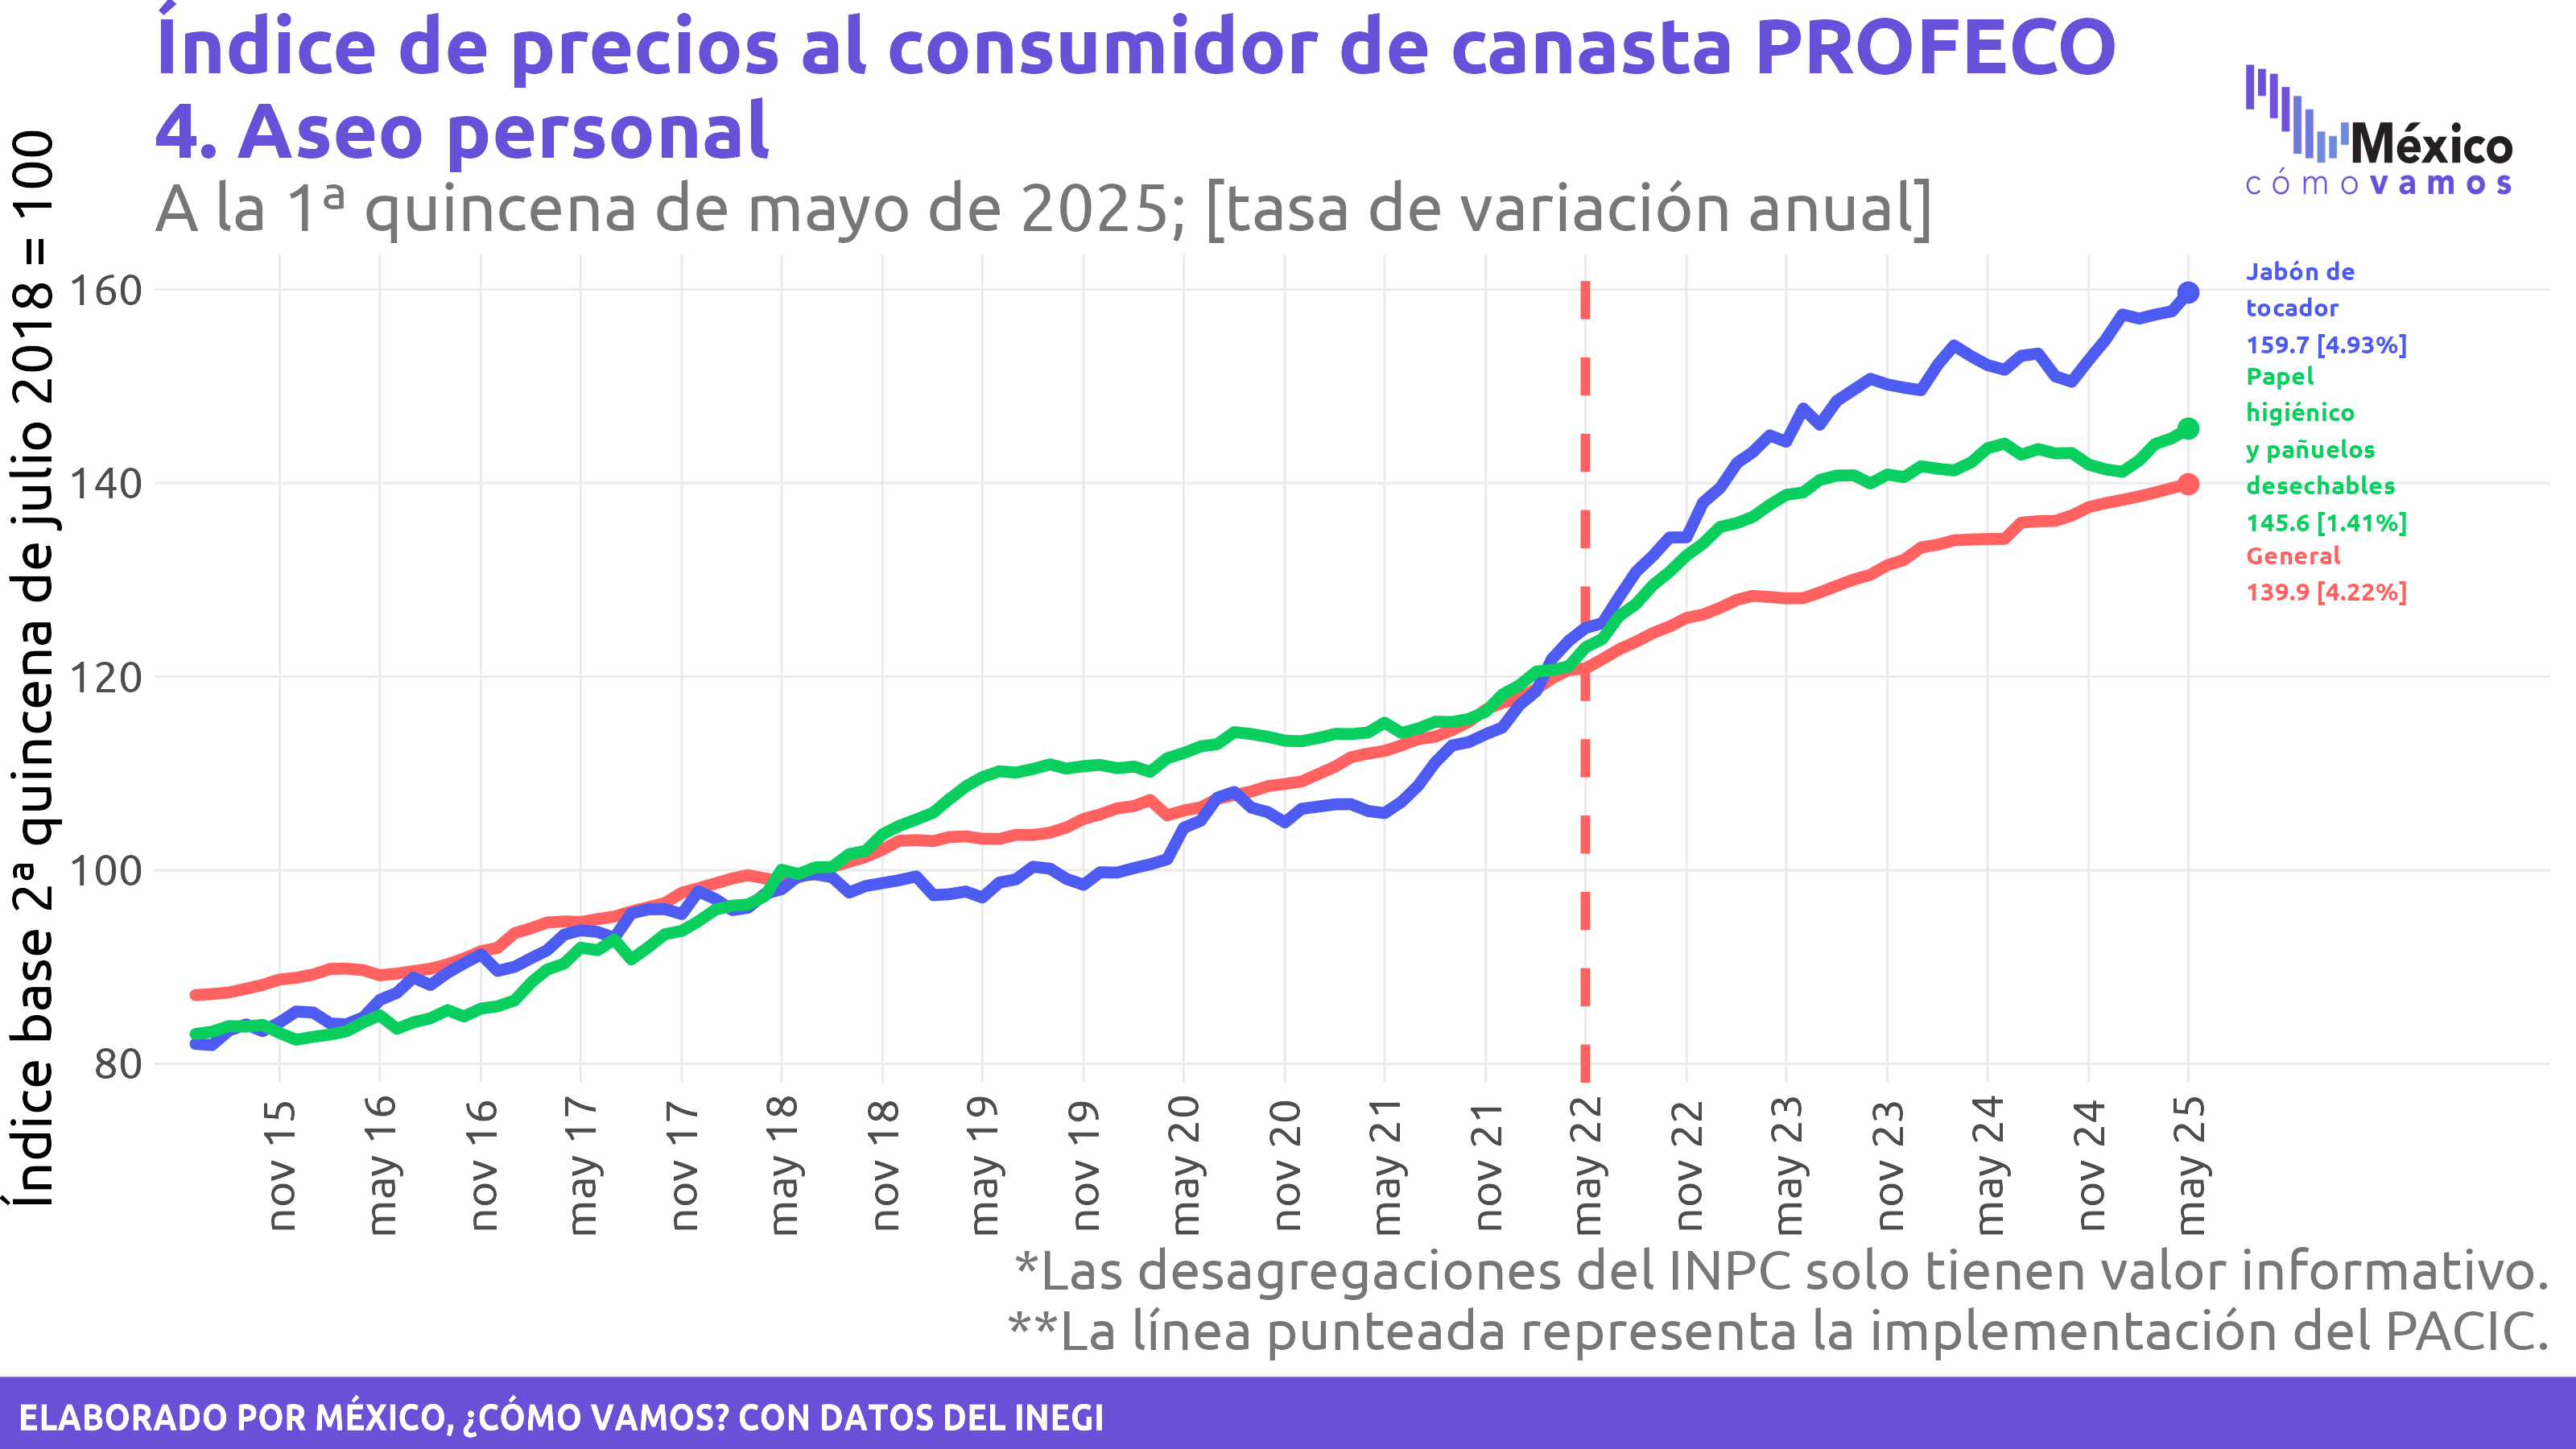 Índice de precios al consumidor de canasta PROFECO
4. Aseo personal
A la 1ª quincena de mayo de 2025; [tasa de variación anual]
México
cómo vamos
Índice base 2ª quincena de julio 2018 = 100
160
140
120
100
80
Jabón de
tocador
159.7 [4.93%]
Papel
higiénico
y pañuelos
desechables
145.6 [1.41%]
General
139.9 [4.22%]
nov 15
may 16
nov 16
may 17
nov 17
may 18
nov 18
may 19
nov 19
may 20
nov 20
may 21
nov 21
may 22
nov 22
may 23
nov 23
may 24
nov 24
may 25
*Las desagregaciones del INPC solo tienen valor informativo.
**La línea punteada representa la implementación del PACIC.
ELABORADO POR MÉXICO, ¿CÓMO VAMOS? CON DATOS DEL INEGI